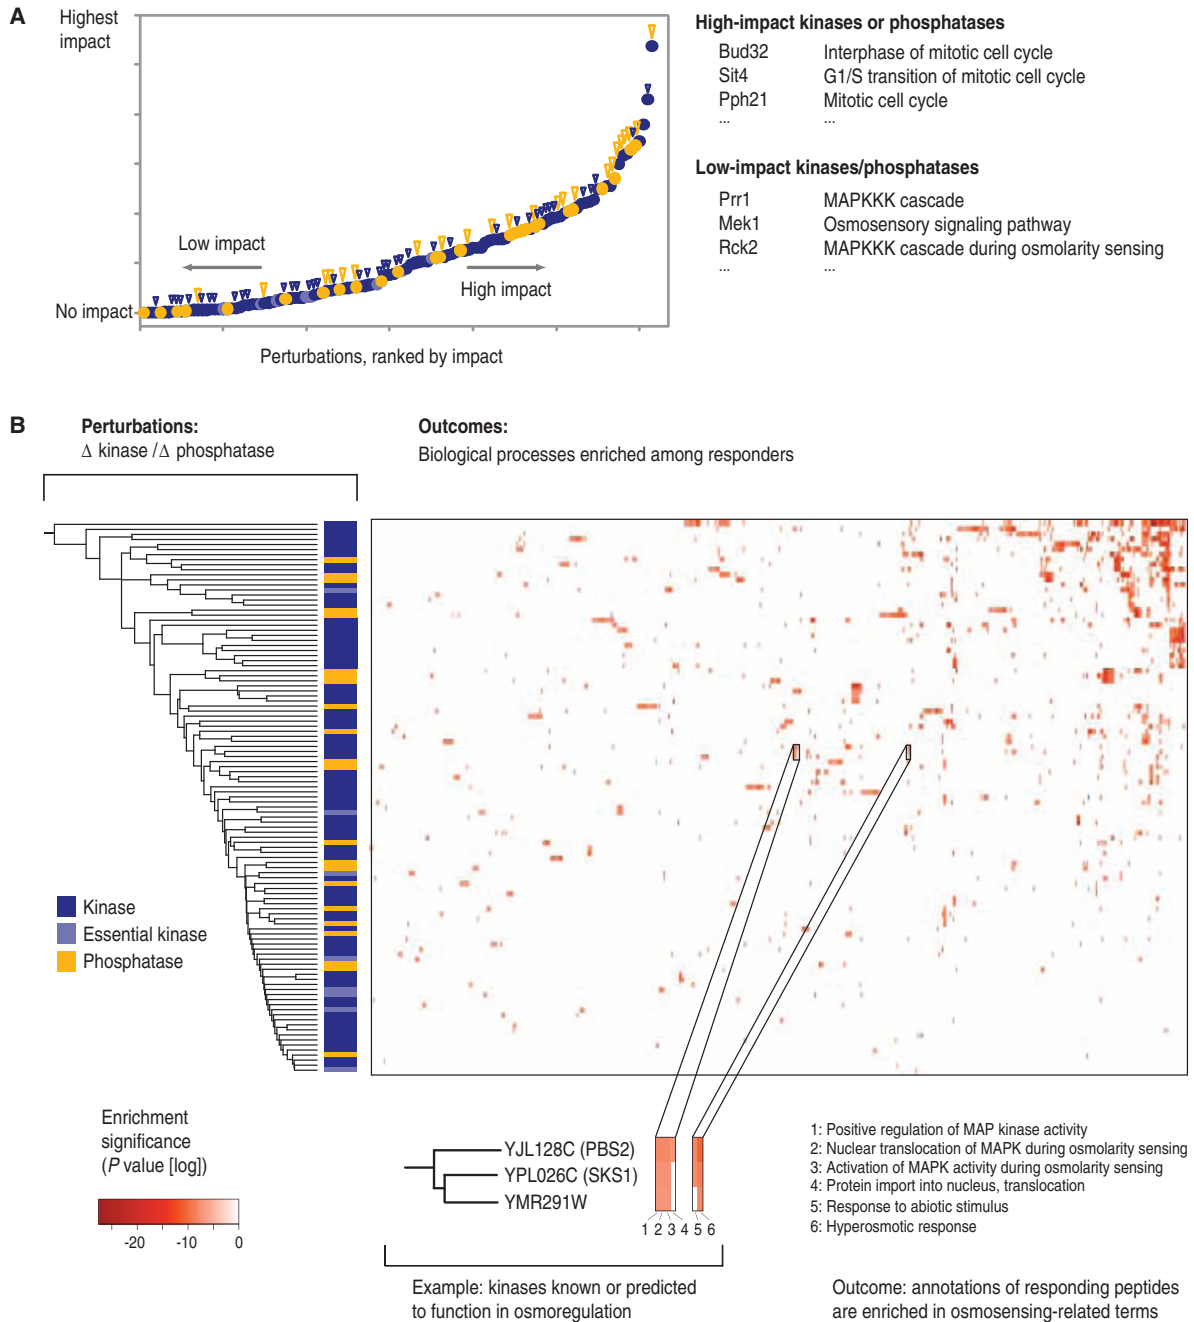 A
Highest
impact
Low impact
High impact
No impact
Perturbations, ranked by impact
High-impact kinases or phosphatases
Bud32 Interphase of mitotic cell cycle
Sit4 G1/S transition of mitotic cell cycle
Pph21 Mitotic cell cycle
... ...
Low-impact kinases/phosphatases
Prr1 MAPKKK cascade
Mek1 Osmosensory signaling pathway
Rck2 MAPKKK cascade during osmolarity sensing
... ...
B
Perturbations:
Δ kinase /Δ phosphatase
Outcomes:
Biological processes enriched among responders
Kinase
Essential kinase
Phosphatase
Enrichment
significance
(P value [log])
-20 -10 0
YJL128C (PBS2)
YPL026C (SKS1)
YMR291W
1 2 3 4 5 6
Example: kinases known or predicted
to function in osmoregulation
1: Positive regulation of MAP kinase activity
2: Nuclear translocation of MAPK during osmolarity sensing
3: Activation of MAPK activity during osmolarity sensing
4: Protein import into nucleus, translocation
5: Response to abiotic stimulus
6: Hyperosmotic response
Outcome: annotations of responding peptides
are enriched in osmosensing-related terms